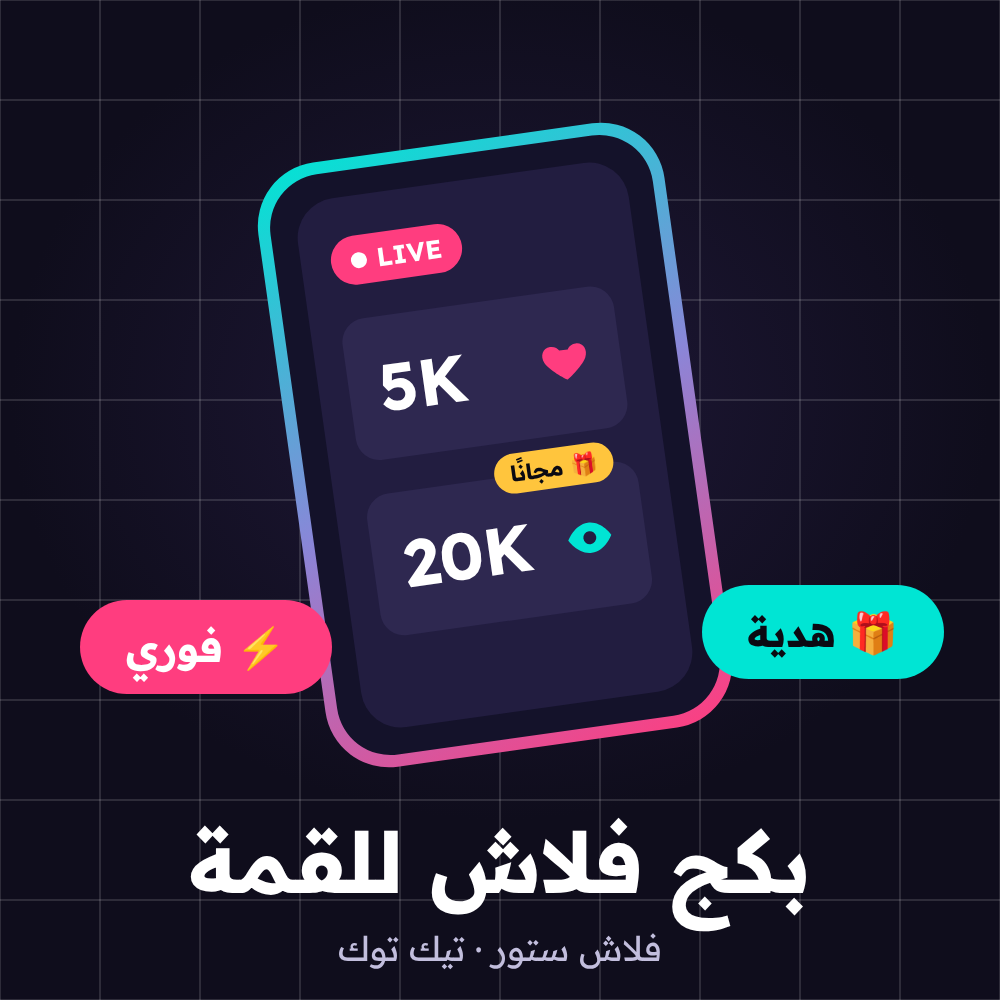 LIVE
5K
🎁 مجانًا
20K
🎁 هدية
⚡ فوري
بكج فلاش للقمة
فلاش ستور · تيك توك